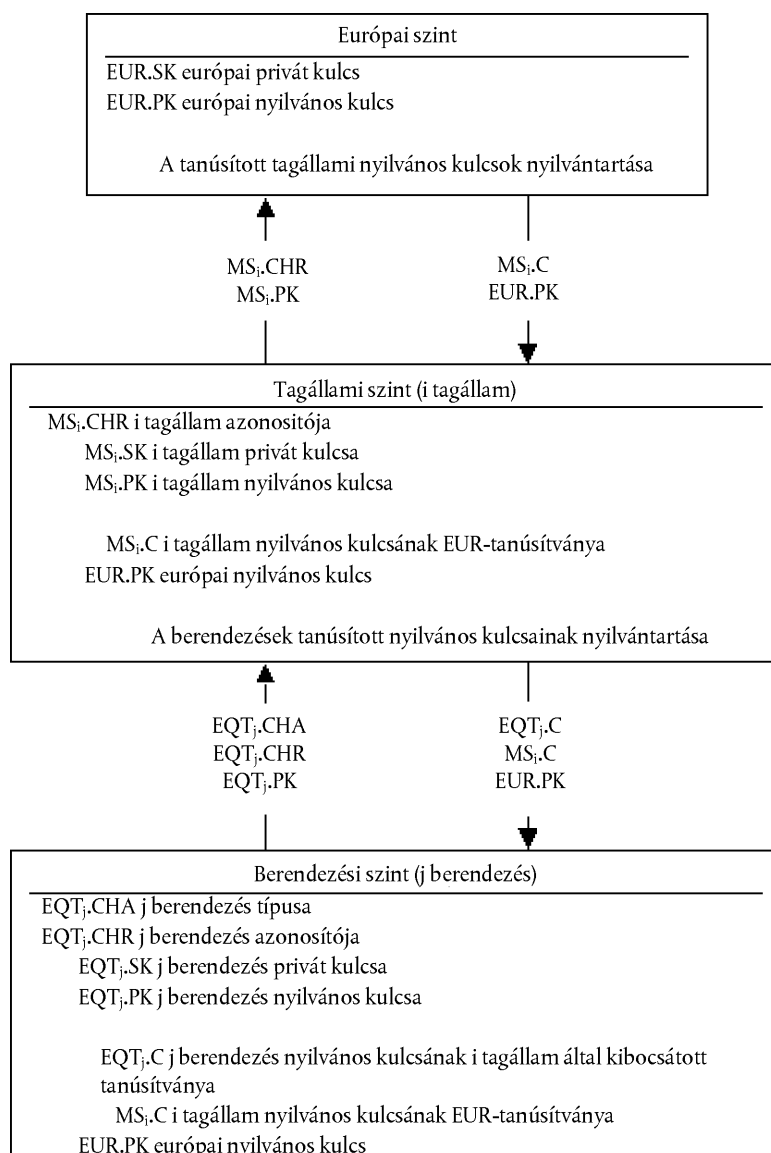 Európai szint
EUR.SK európai privát kulcs
EUR.PK európai nyilvános kulcs
A tanúsított tagállami nyilvános kulcsok nyilvántartása
MSi.CHR
MSi.PK
MSi.C
EUR.PK
Tagállami szint (i tagállam)
MSi.CHR i tagállam azonositója
MSi.SK i tagállam privát kulcsa
MSi.PK i tagállam nyilvános kulcsa
MSi.C i tagállam nyilvános kulcsának EUR-tanúsítványa
EUR.PK európai nyilvános kulcs
A berendezések tanúsított nyilvános kulcsainak nyilvántartása
EQTj.CHA
EQTj.CHR
EQTj.PK
EQTj.C
MSi.C
EUR.PK
Berendezési szint (j berendezés)
EQTj.CHA j berendezés típusa
EQTj.CHR j berendezés azonosítója
EQTj.SK j berendezés privát kulcsa
EQTj.PK j berendezés nyilvános kulcsa
EQTj.C j berendezés nyilvános kulcsának i tagállam által kibocsátott
tanúsítványa
MSi.C i tagállam nyilvános kulcsának EUR-tanúsítványa
EUR.PK európai nyilvános kulcs